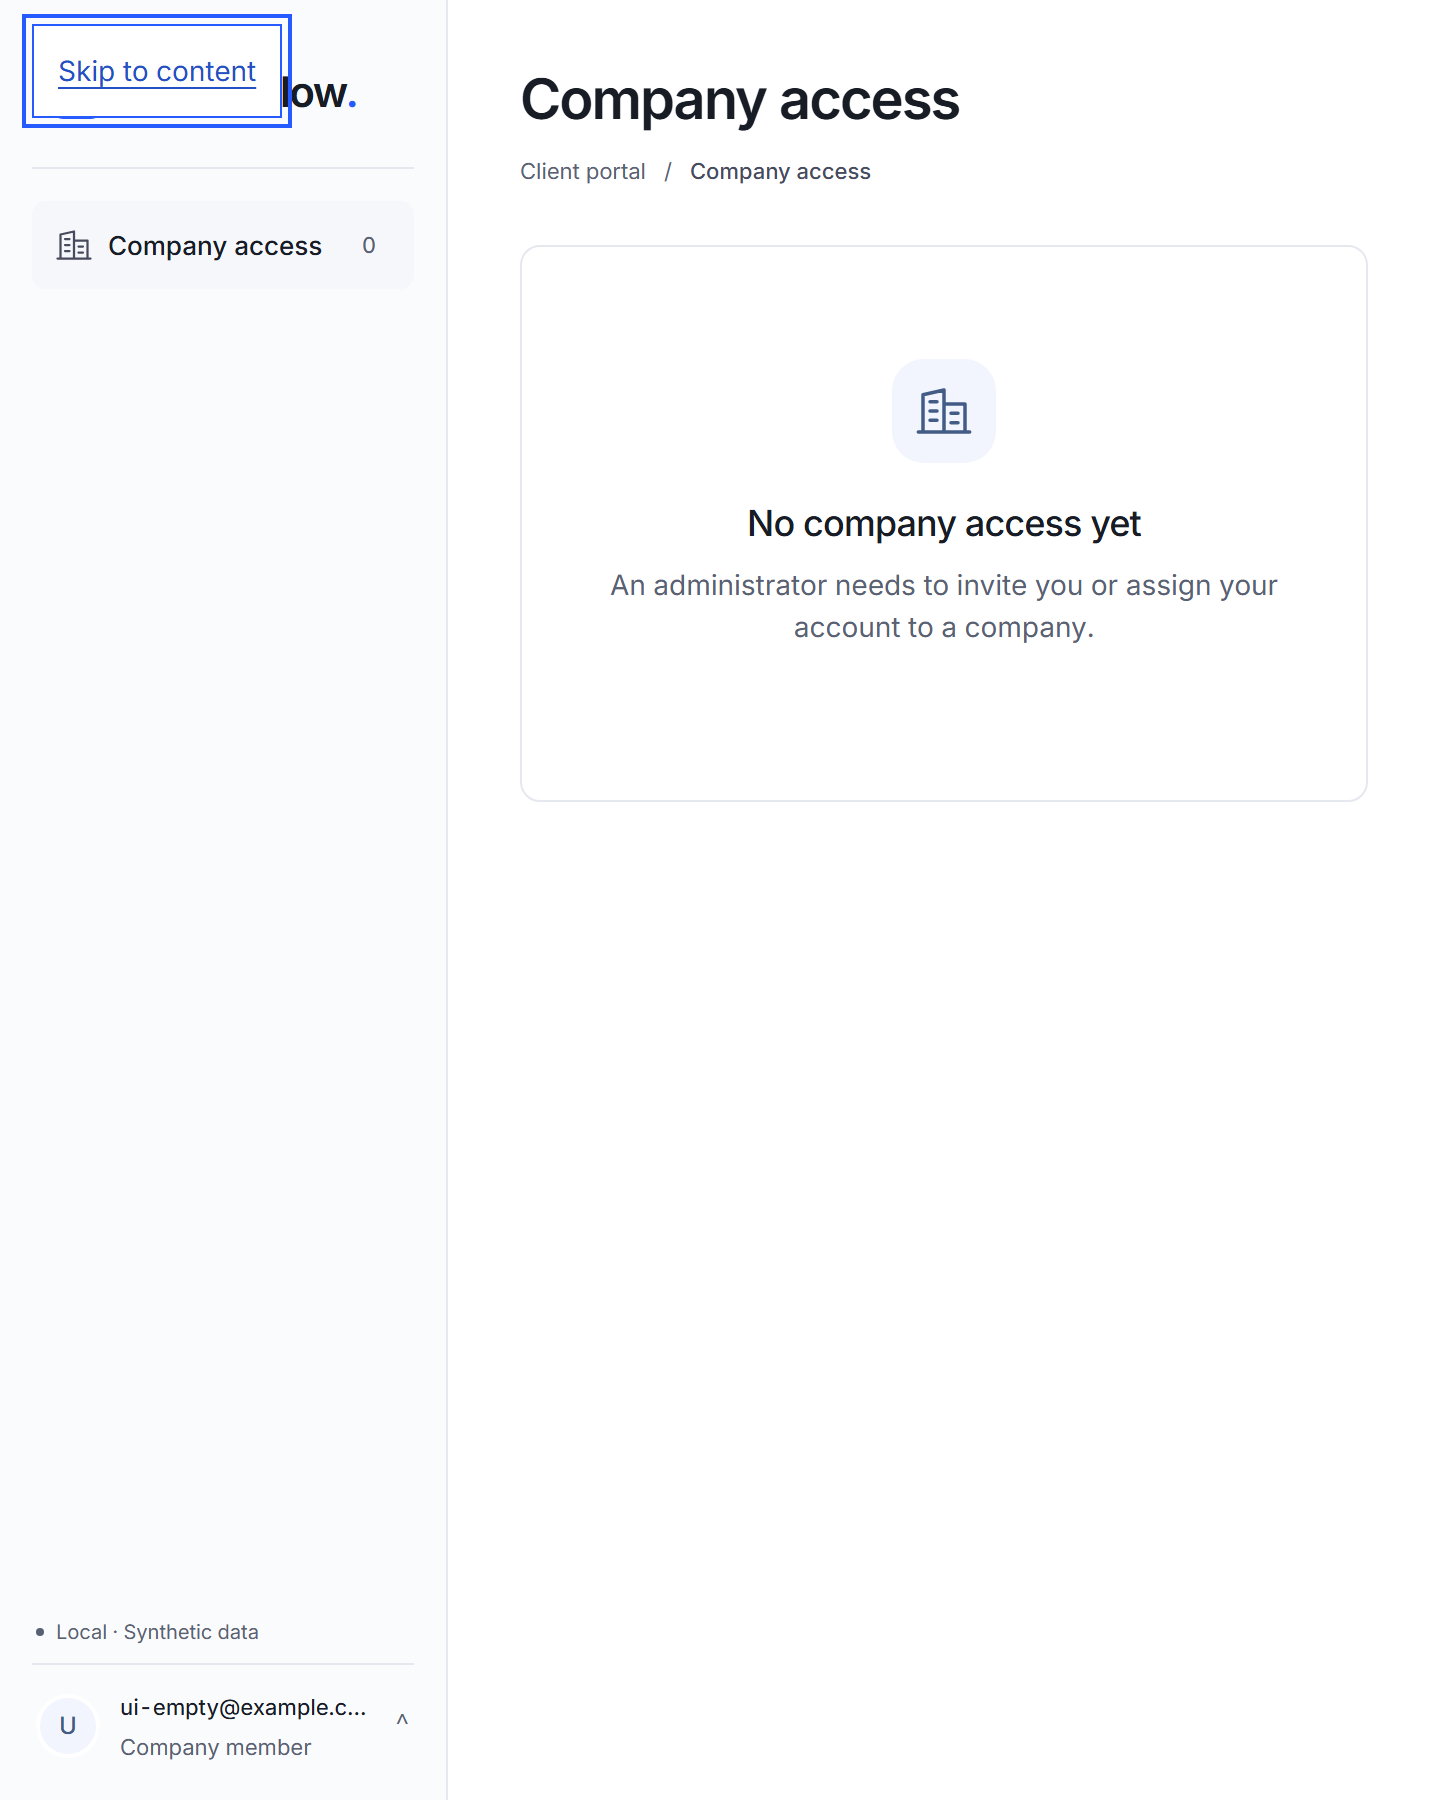 Skip to content
low.
Company access 0
Local · Synthetic data
U
ui-empty@example.c...
Company member
^
Company access
Client portal / Company access
No company access yet
An administrator needs to invite you or assign your
account to a company.